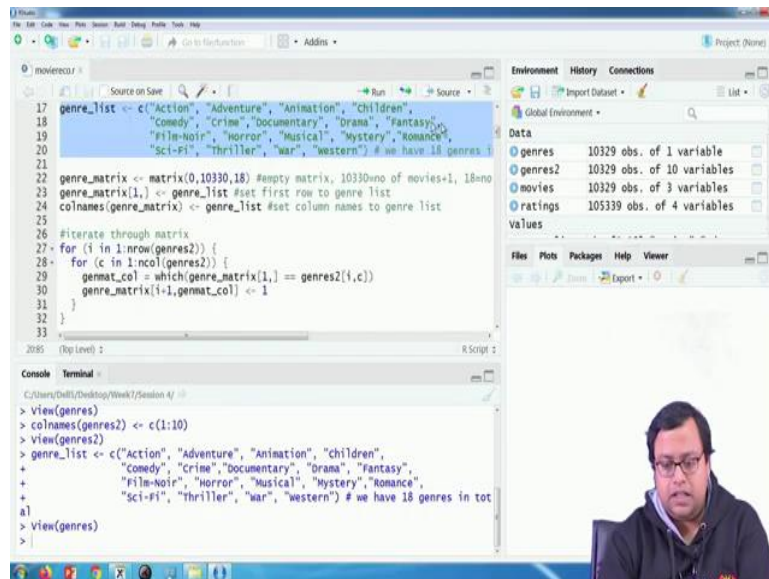 RStudio
File Edit Code View Plots Session Build Debug Profile Tools Help
Go to file/function Addins Project: (None)
moviereco.r
Source on Save Run Source
17 genre_list <- c("Action", "Adventure", "Animation", "Children",
18 "Comedy", "Crime","Documentary", "Drama", "Fantasy",
19 "Film-Noir", "Horror", "Musical", "Mystery","Romance",
20 "Sci-Fi", "Thriller", "War", "Western") # we have 18 genres i
21
22 genre_matrix <- matrix(0,10330,18) #empty matrix, 10330=no of movies+1, 18=no
23 genre_matrix[1,] <- genre_list #set first row to genre list
24 colnames(genre_matrix) <- genre_list #set column names to genre list
25
26 #iterate through matrix
27 for (i in 1:nrow(genres2)) {
28 for (c in 1:ncol(genres2)) {
29 genmat_col = which(genre_matrix[1,] == genres2[i,c])
30 genre_matrix[i+1,genmat_col] <- 1
31 }
32 }
33
20:85 (Top Level) R Script
Console Terminal
C:/Users/Dell5/Desktop/Week7/Session 4/
> View(genres)
> colnames(genres2) <- c(1:10)
> View(genres2)
> genre_list <- c("Action", "Adventure", "Animation", "Children",
+ "Comedy", "Crime","Documentary", "Drama", "Fantasy",
+ "Film-Noir", "Horror", "Musical", "Mystery","Romance",
+ "Sci-Fi", "Thriller", "War", "Western") # we have 18 genres in tot
al
> View(genres)
>
Environment History Connections
Import Dataset List
Global Environment
Data
genres 10329 obs. of 1 variable
genres2 10329 obs. of 10 variables
movies 10329 obs. of 3 variables
ratings 105339 obs. of 4 variables
Values
Files Plots Packages Help Viewer
Zoom Export